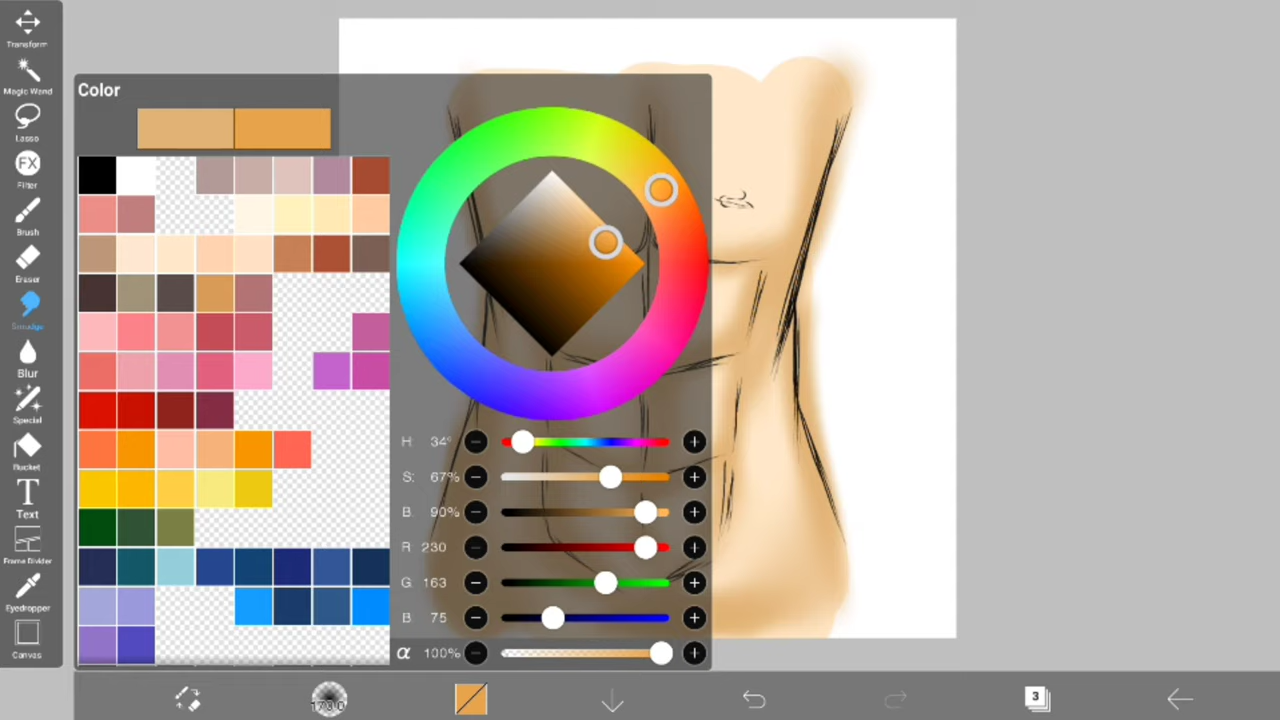 Transform
Magic Wand
Lasso
FX
Filter
Brush
Eraser
Smudge
Blur
Special
Bucket
T
Text
Frame Divider
Eyedropper
Canvas
Color
H: 34°
S: 67%
B: 90%
R: 230
G: 163
B: 75
α 100%
3